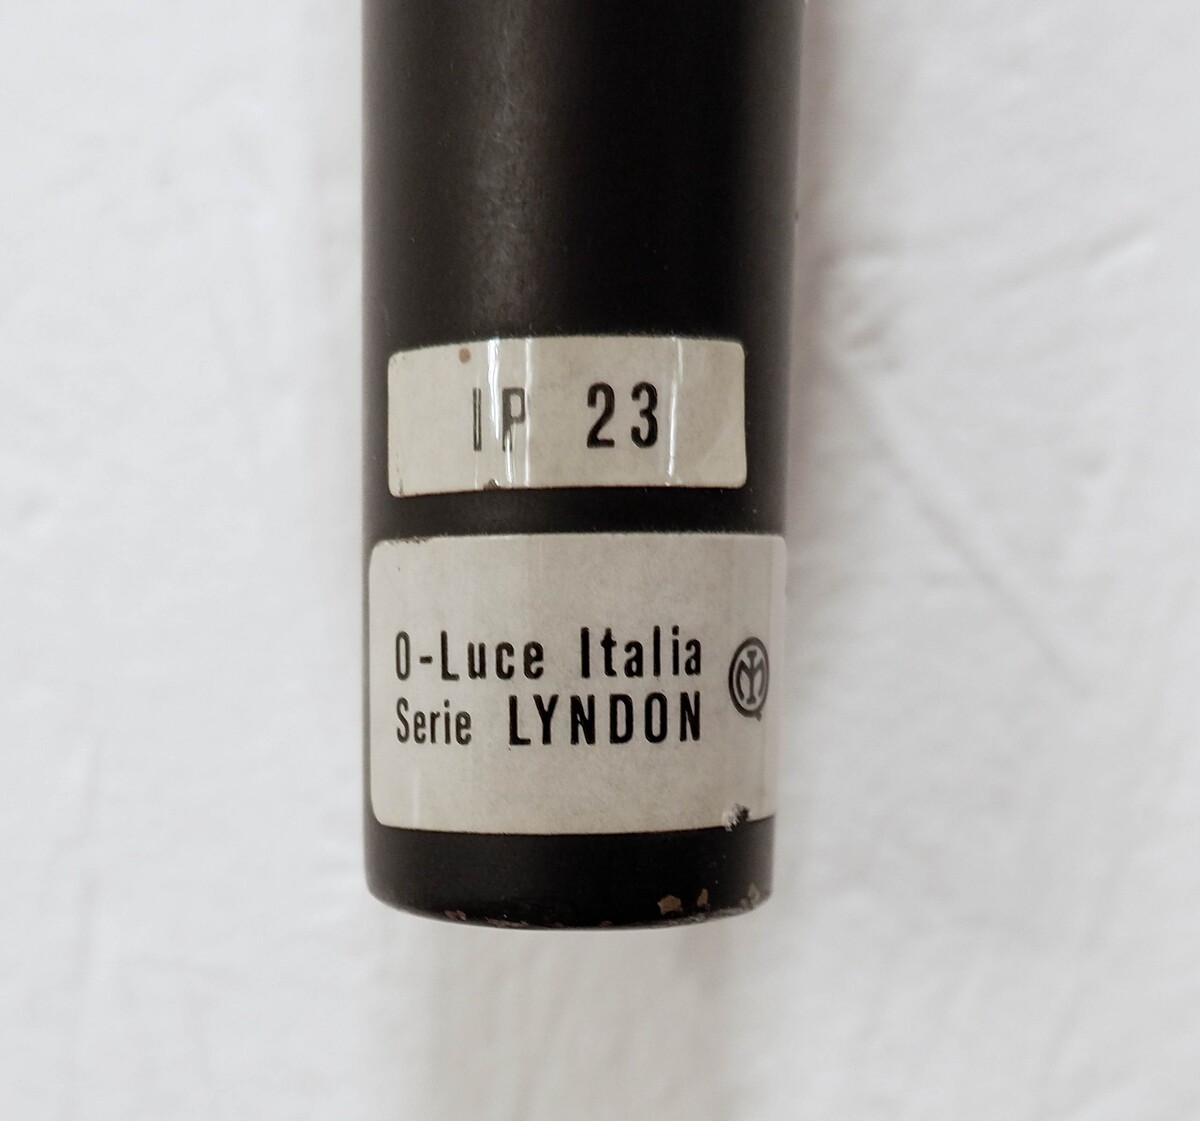 IP 23
O-Luce Italia
Serie LYNDON